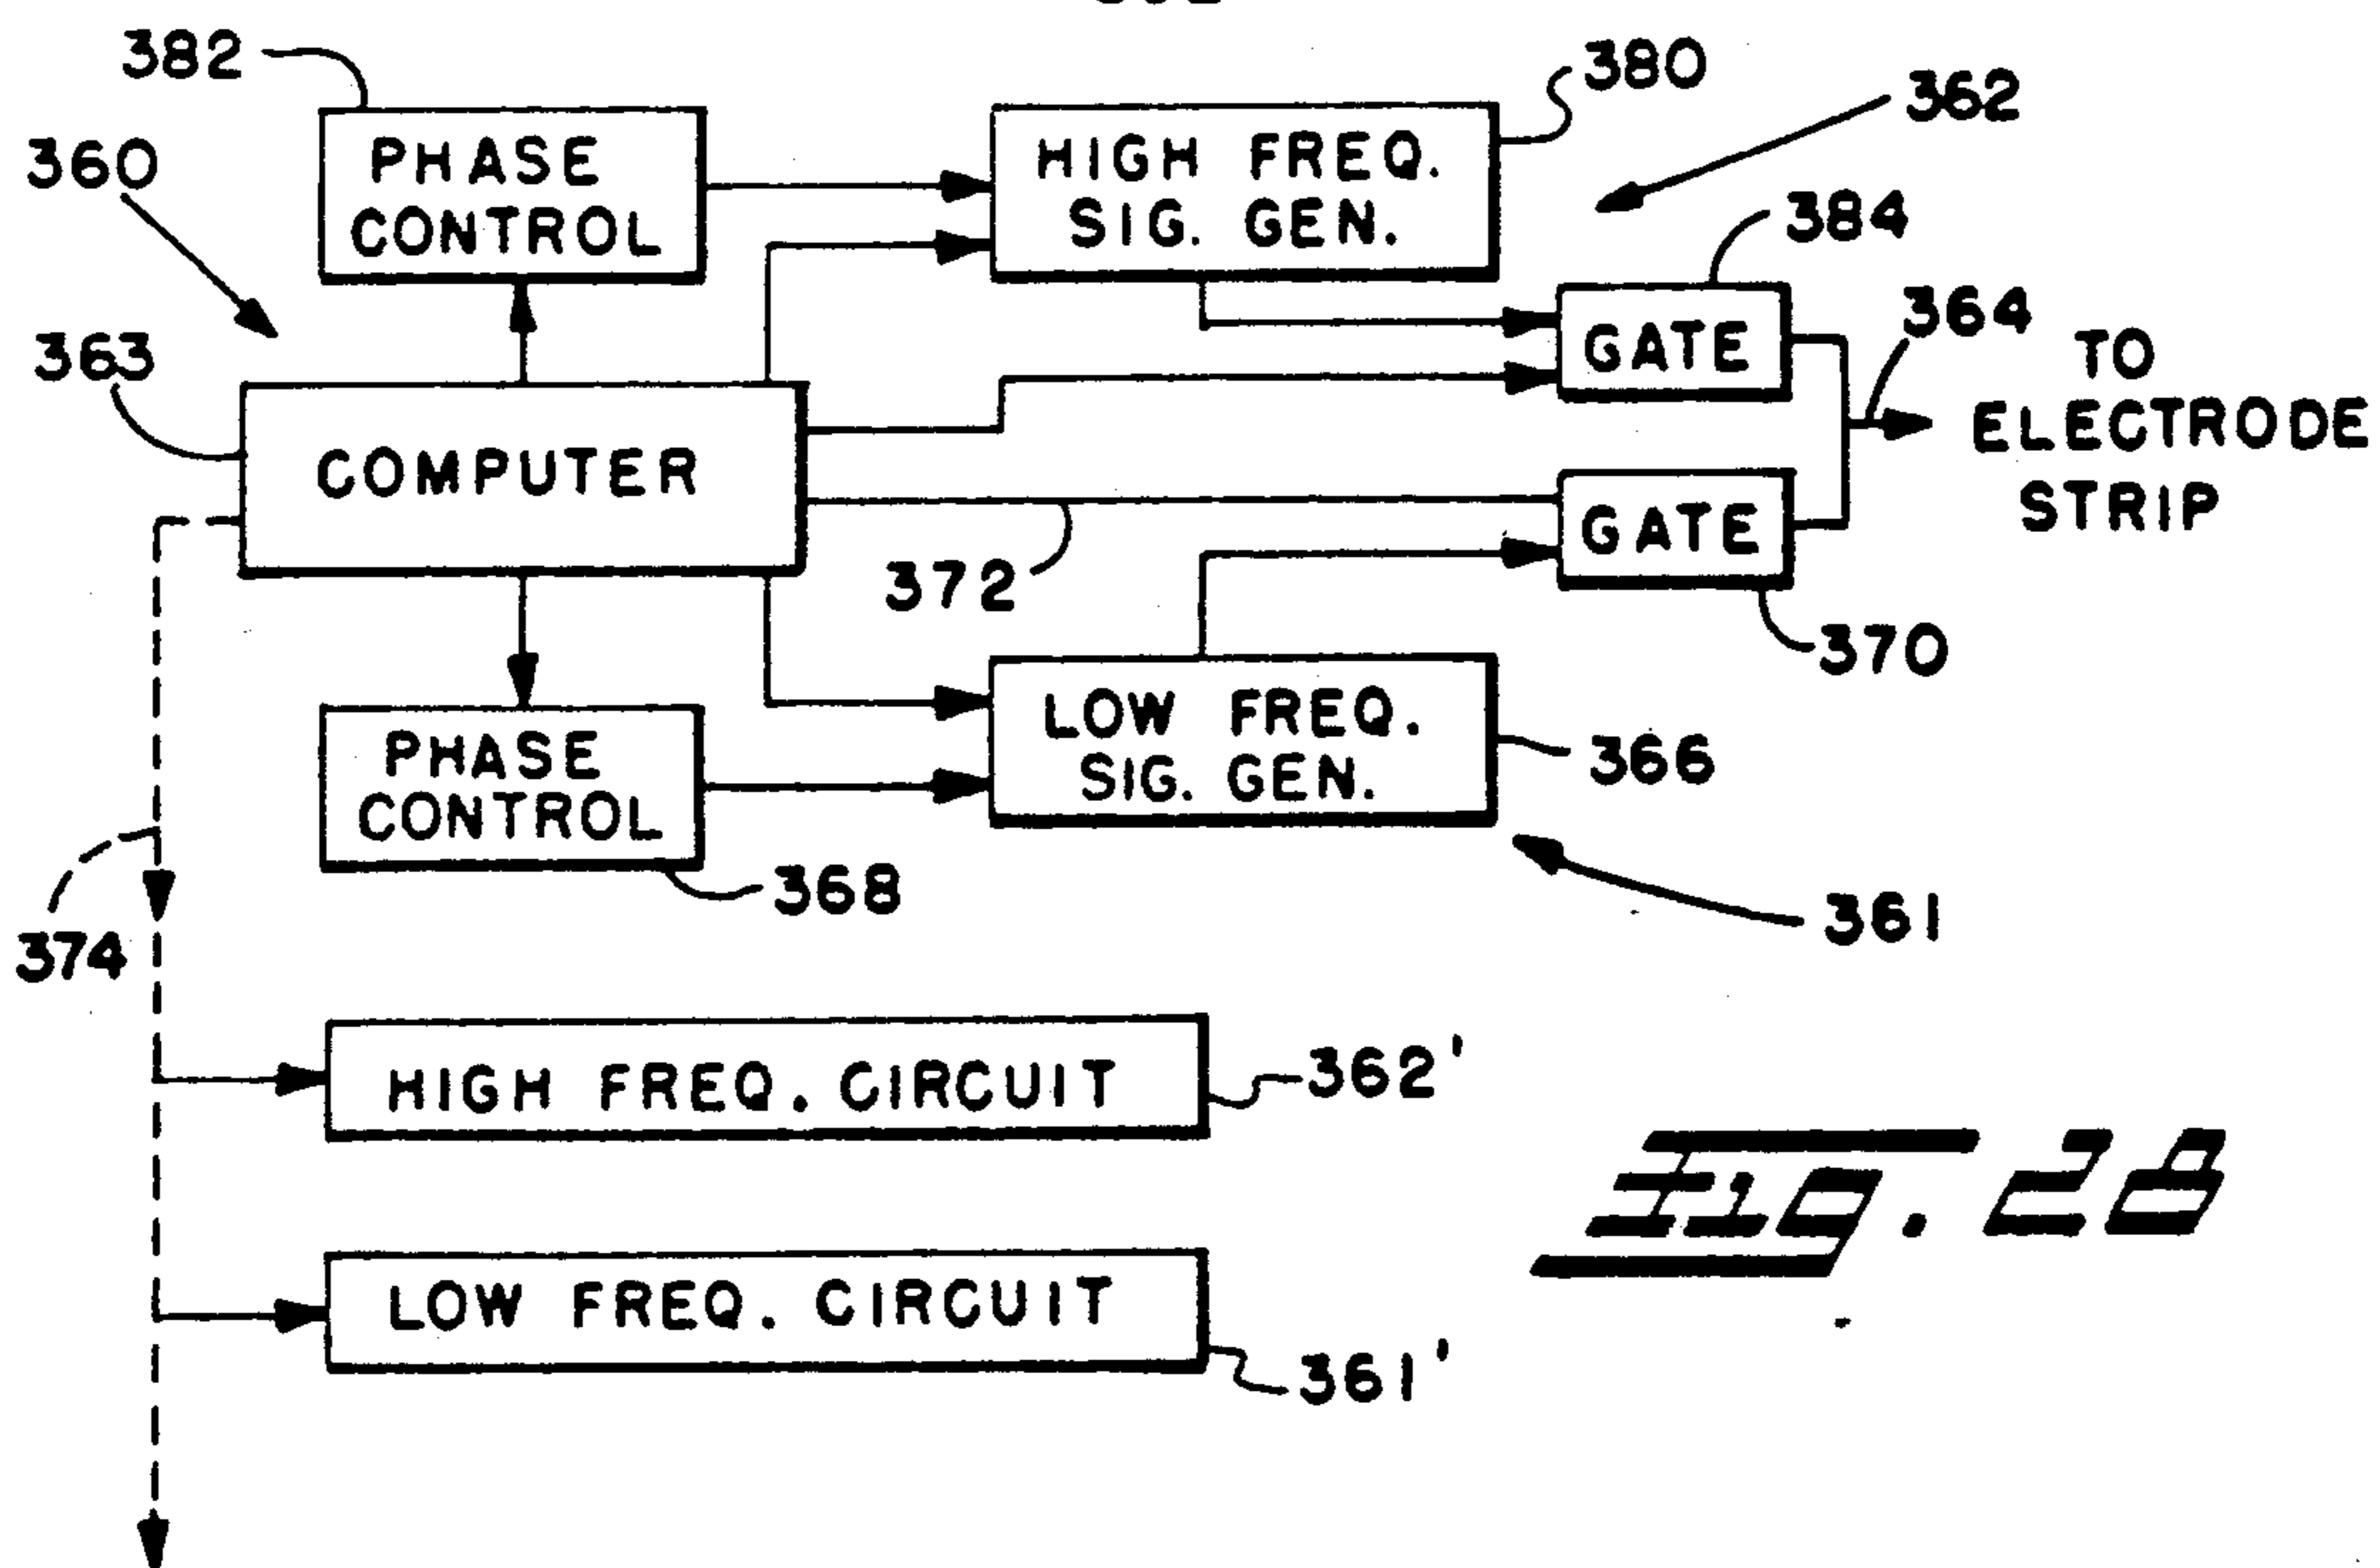 382
380
362
360
PHASE
CONTROL
HIGH FREQ.
SIG. GEN.
384
364
363
GATE
TO
ELECTRODE
STRIP
COMPUTER
GATE
372
370
PHASE
CONTROL
LOW FREQ.
SIG. GEN.
366
368
361
374
HIGH FREQ. CIRCUIT
362'
Fig. 28
LOW FREQ. CIRCUIT
361'